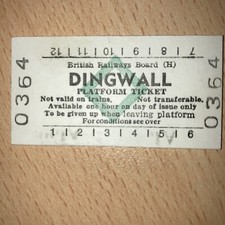 7 8 9 10 11 12
British Railways Board (H)
DINGWALL
PLATFORM TICKET
Not valid on trains. Not transferable.
Available one hour on day of issue only
To be given up when leaving platform
For conditions see over
1 2 3 4 5 6
0364
0364